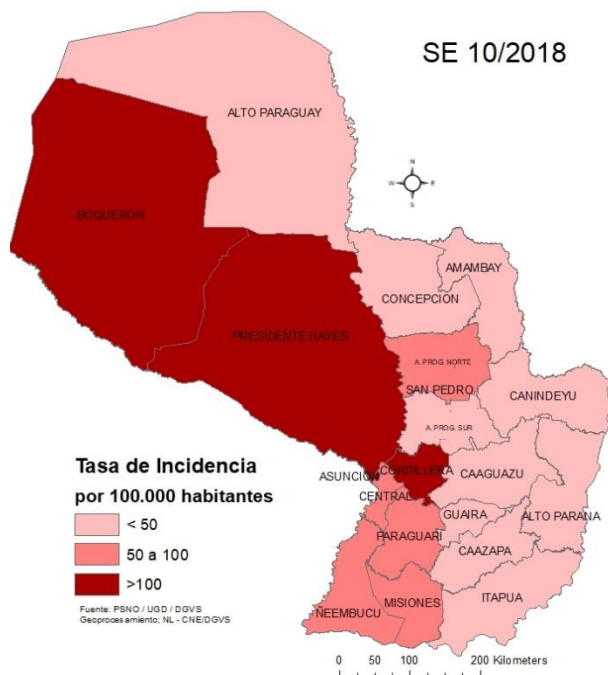 SE 10/2018
ALTO PARAGUAY
N
W E
S
BOQUERON
AMAMBAY
CONCEPCION
PRESIDENTE HAYES
A. PROG. NORTE
SAN PEDRO
CANINDEYU
A. PROG. SUR
Tasa de Incidencia
por 100.000 habitantes
< 50
50 a 100
>100
Fuente: PSNO / UGD / DGVS
Geoprocesamiento; NL - CNE/DGVS
ASUNCION
CORDILLERA
CAAGUAZU
CENTRAL
GUAIRA
ALTO PARANA
PARAGUARI
CAAZAPA
ÑEEMBUCU
MISIONES
ITAPUA
0 50 100 200 Kilometers